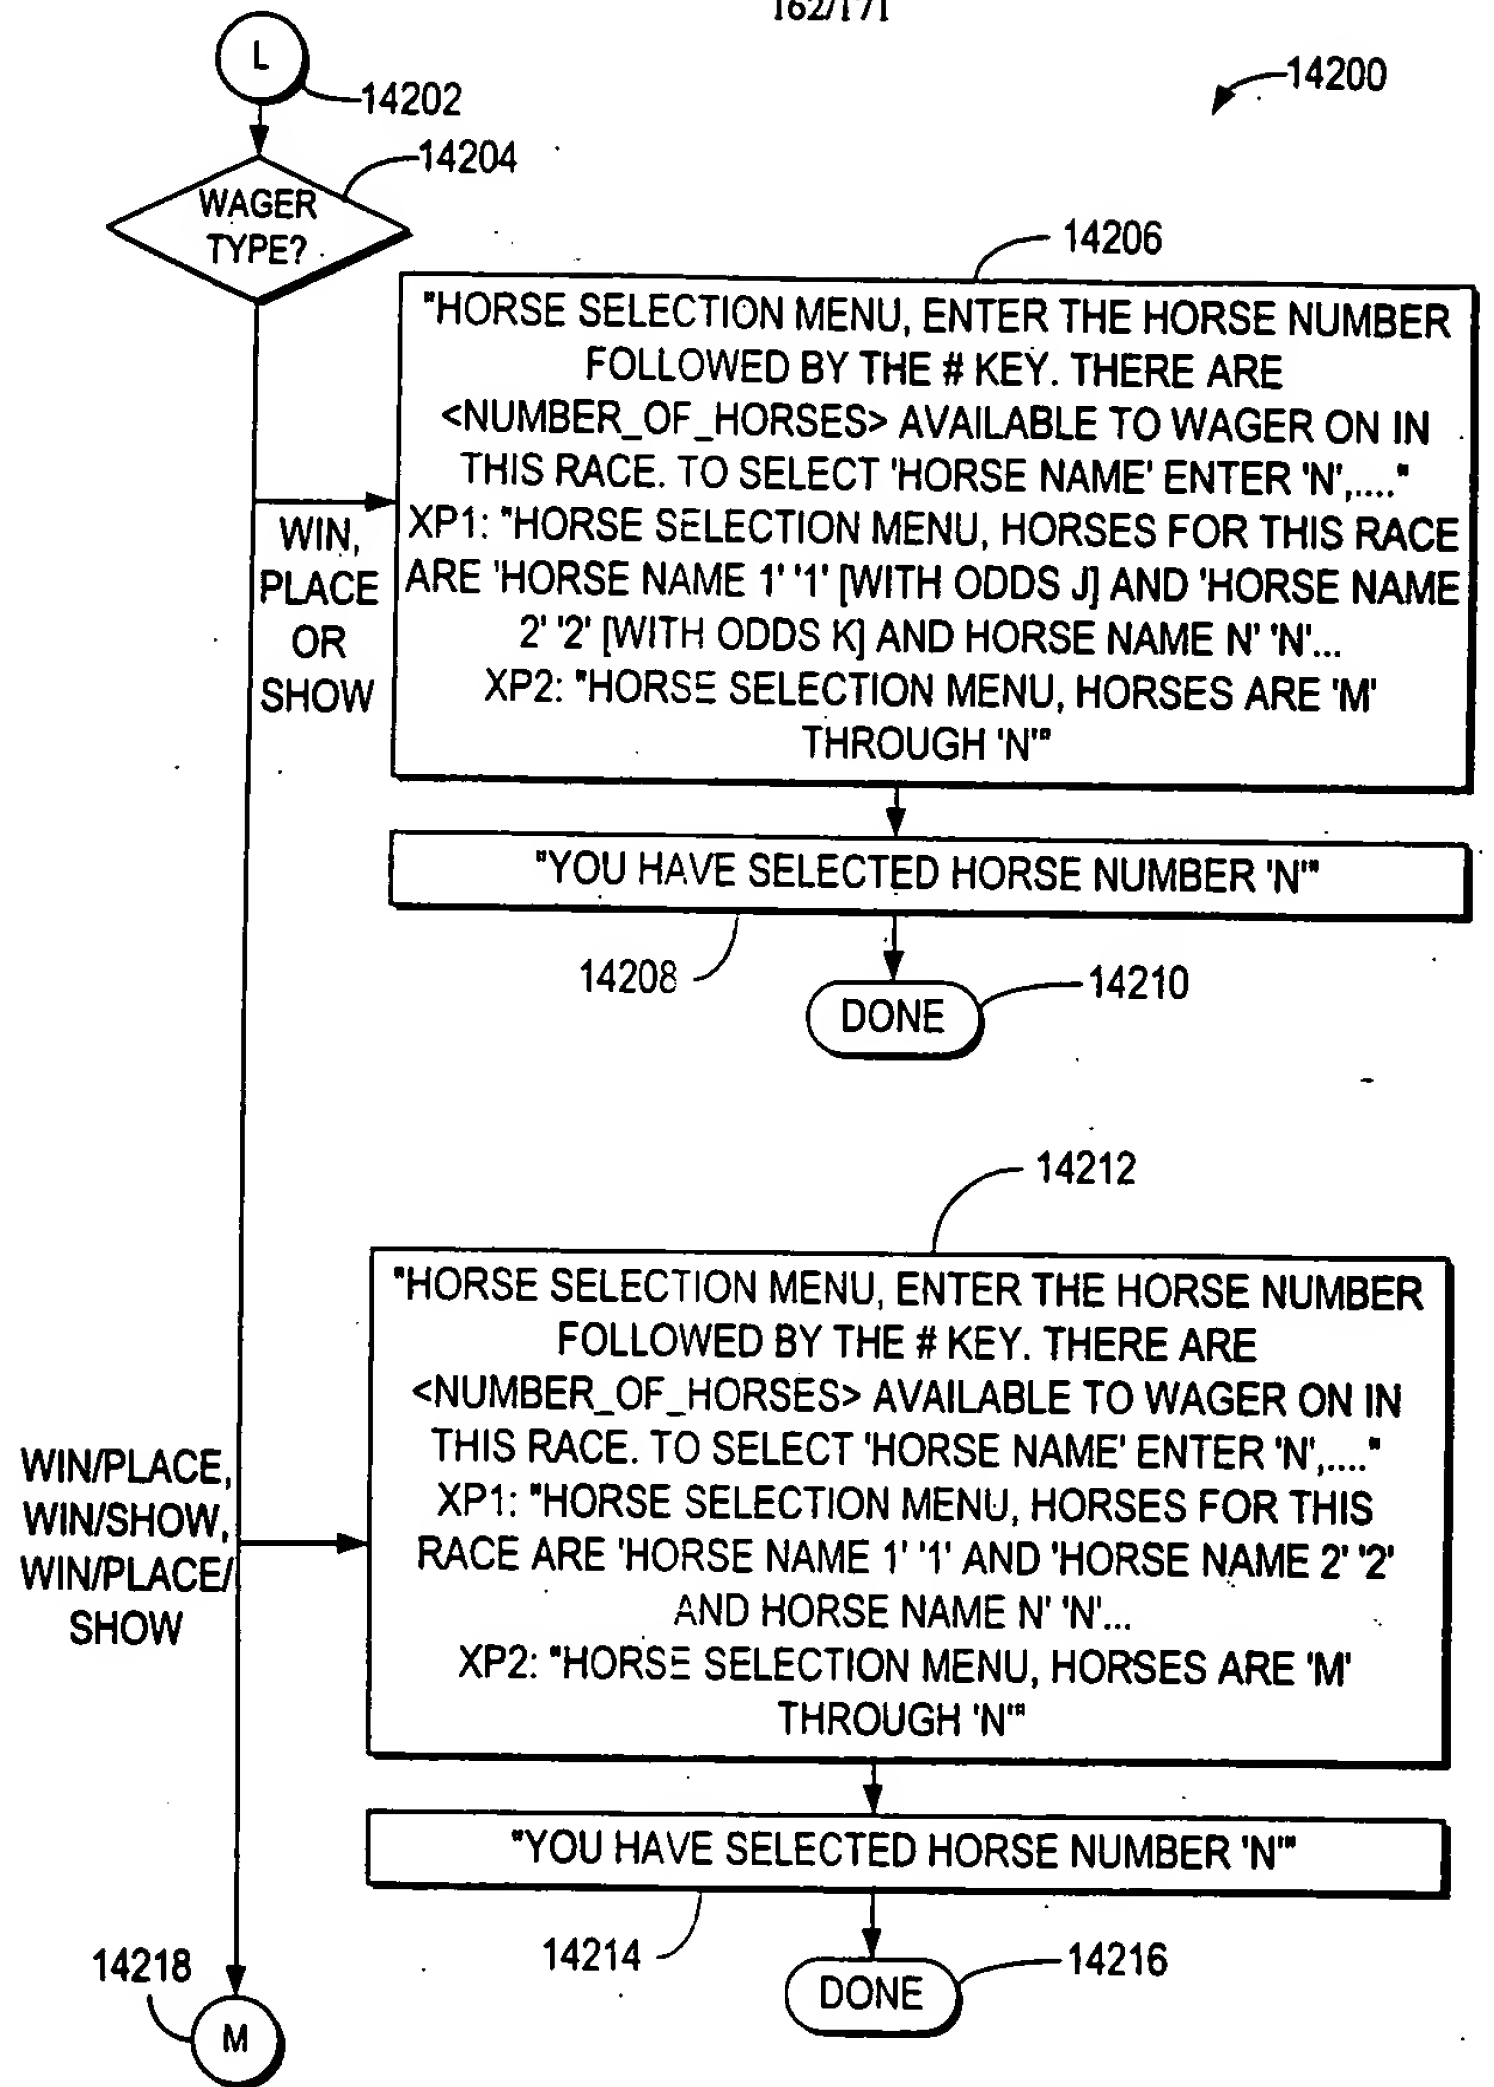 162/171
L
14202
14200
14204
WAGER
TYPE?
14206
"HORSE SELECTION MENU, ENTER THE HORSE NUMBER
FOLLOWED BY THE # KEY. THERE ARE
<NUMBER_OF_HORSES> AVAILABLE TO WAGER ON IN
THIS RACE. TO SELECT 'HORSE NAME' ENTER 'N',...."
XP1: "HORSE SELECTION MENU, HORSES FOR THIS RACE
ARE 'HORSE NAME 1' '1' [WITH ODDS J] AND 'HORSE NAME
2' '2' [WITH ODDS K] AND HORSE NAME N' 'N'...
XP2: "HORSE SELECTION MENU, HORSES ARE 'M'
THROUGH 'N'"
WIN,
PLACE
OR
SHOW
"YOU HAVE SELECTED HORSE NUMBER 'N'"
14208
14210
DONE
14212
"HORSE SELECTION MENU, ENTER THE HORSE NUMBER
FOLLOWED BY THE # KEY. THERE ARE
<NUMBER_OF_HORSES> AVAILABLE TO WAGER ON IN
THIS RACE. TO SELECT 'HORSE NAME' ENTER 'N',...."
XP1: "HORSE SELECTION MENU, HORSES FOR THIS
RACE ARE 'HORSE NAME 1' '1' AND 'HORSE NAME 2' '2'
AND HORSE NAME N' 'N'...
XP2: "HORSE SELECTION MENU, HORSES ARE 'M'
THROUGH 'N'"
WIN/PLACE,
WIN/SHOW,
WIN/PLACE/
SHOW
"YOU HAVE SELECTED HORSE NUMBER 'N'"
14214
14216
DONE
14218
M